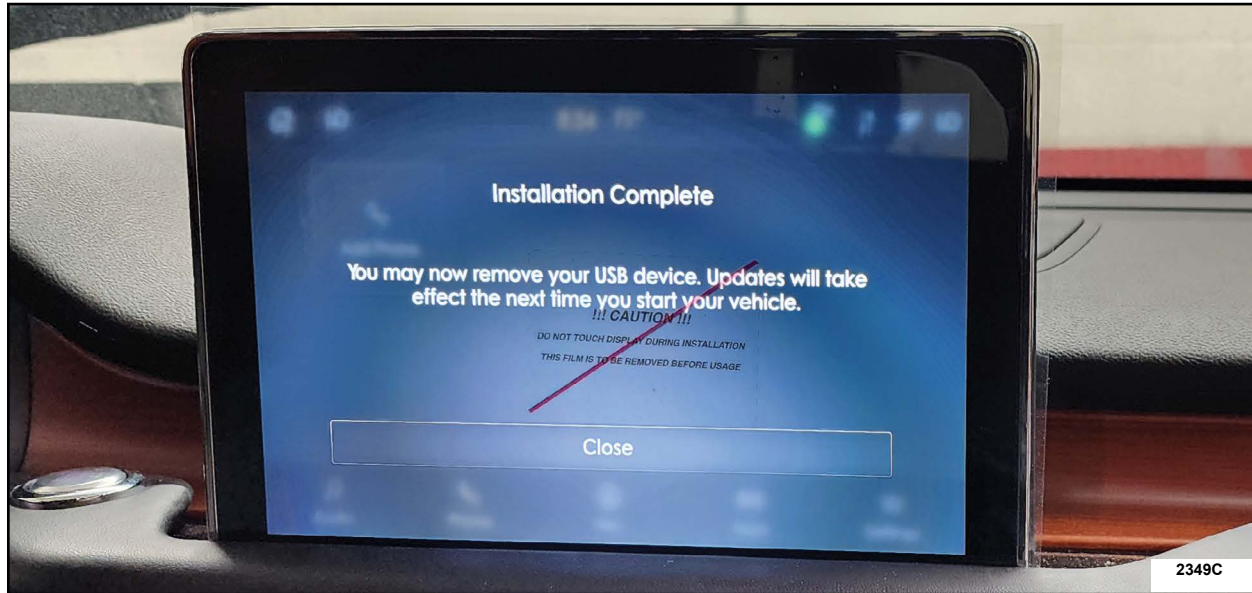 Installation Complete
You may now remove your USB device. Updates will take
effect the next time you start your vehicle.
!!! CAUTION !!!
DO NOT TOUCH DISPLAY DURING INSTALLATION
THIS FILM IS TO BE REMOVED BEFORE USAGE
Close
2349C